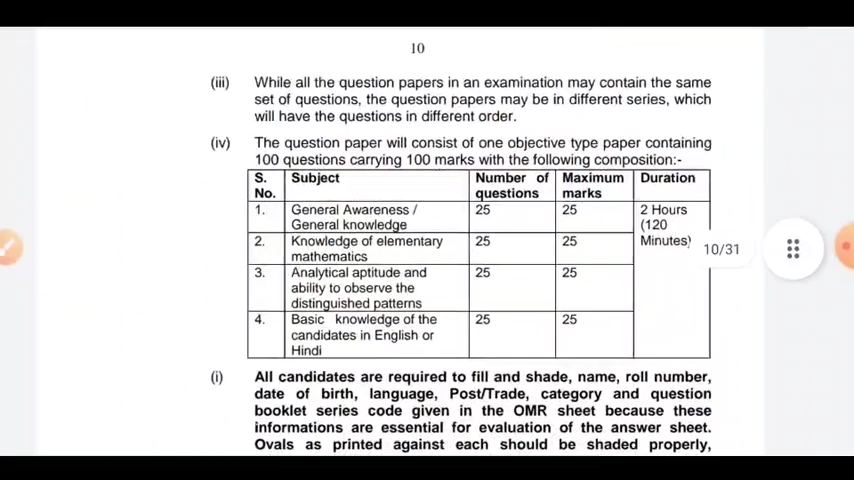 10
(iii) While all the question papers in an examination may contain the same
set of questions, the question papers may be in different series, which
will have the questions in different order.
(iv) The question paper will consist of one objective type paper containing
100 questions carrying 100 marks with the following composition:-
S. No. Subject Number of questions Maximum marks Duration
1. General Awareness / General knowledge 25 25 2 Hours (120 Minutes)
2. Knowledge of elementary mathematics 25 25
3. Analytical aptitude and ability to observe the distinguished patterns 25 25
4. Basic knowledge of the candidates in English or Hindi 25 25
10/31
(i) All candidates are required to fill and shade, name, roll number,
date of birth, language, Post/Trade, category and question
booklet series code given in the OMR sheet because these
informations are essential for evaluation of the answer sheet.
Ovals as printed against each should be shaded properly,